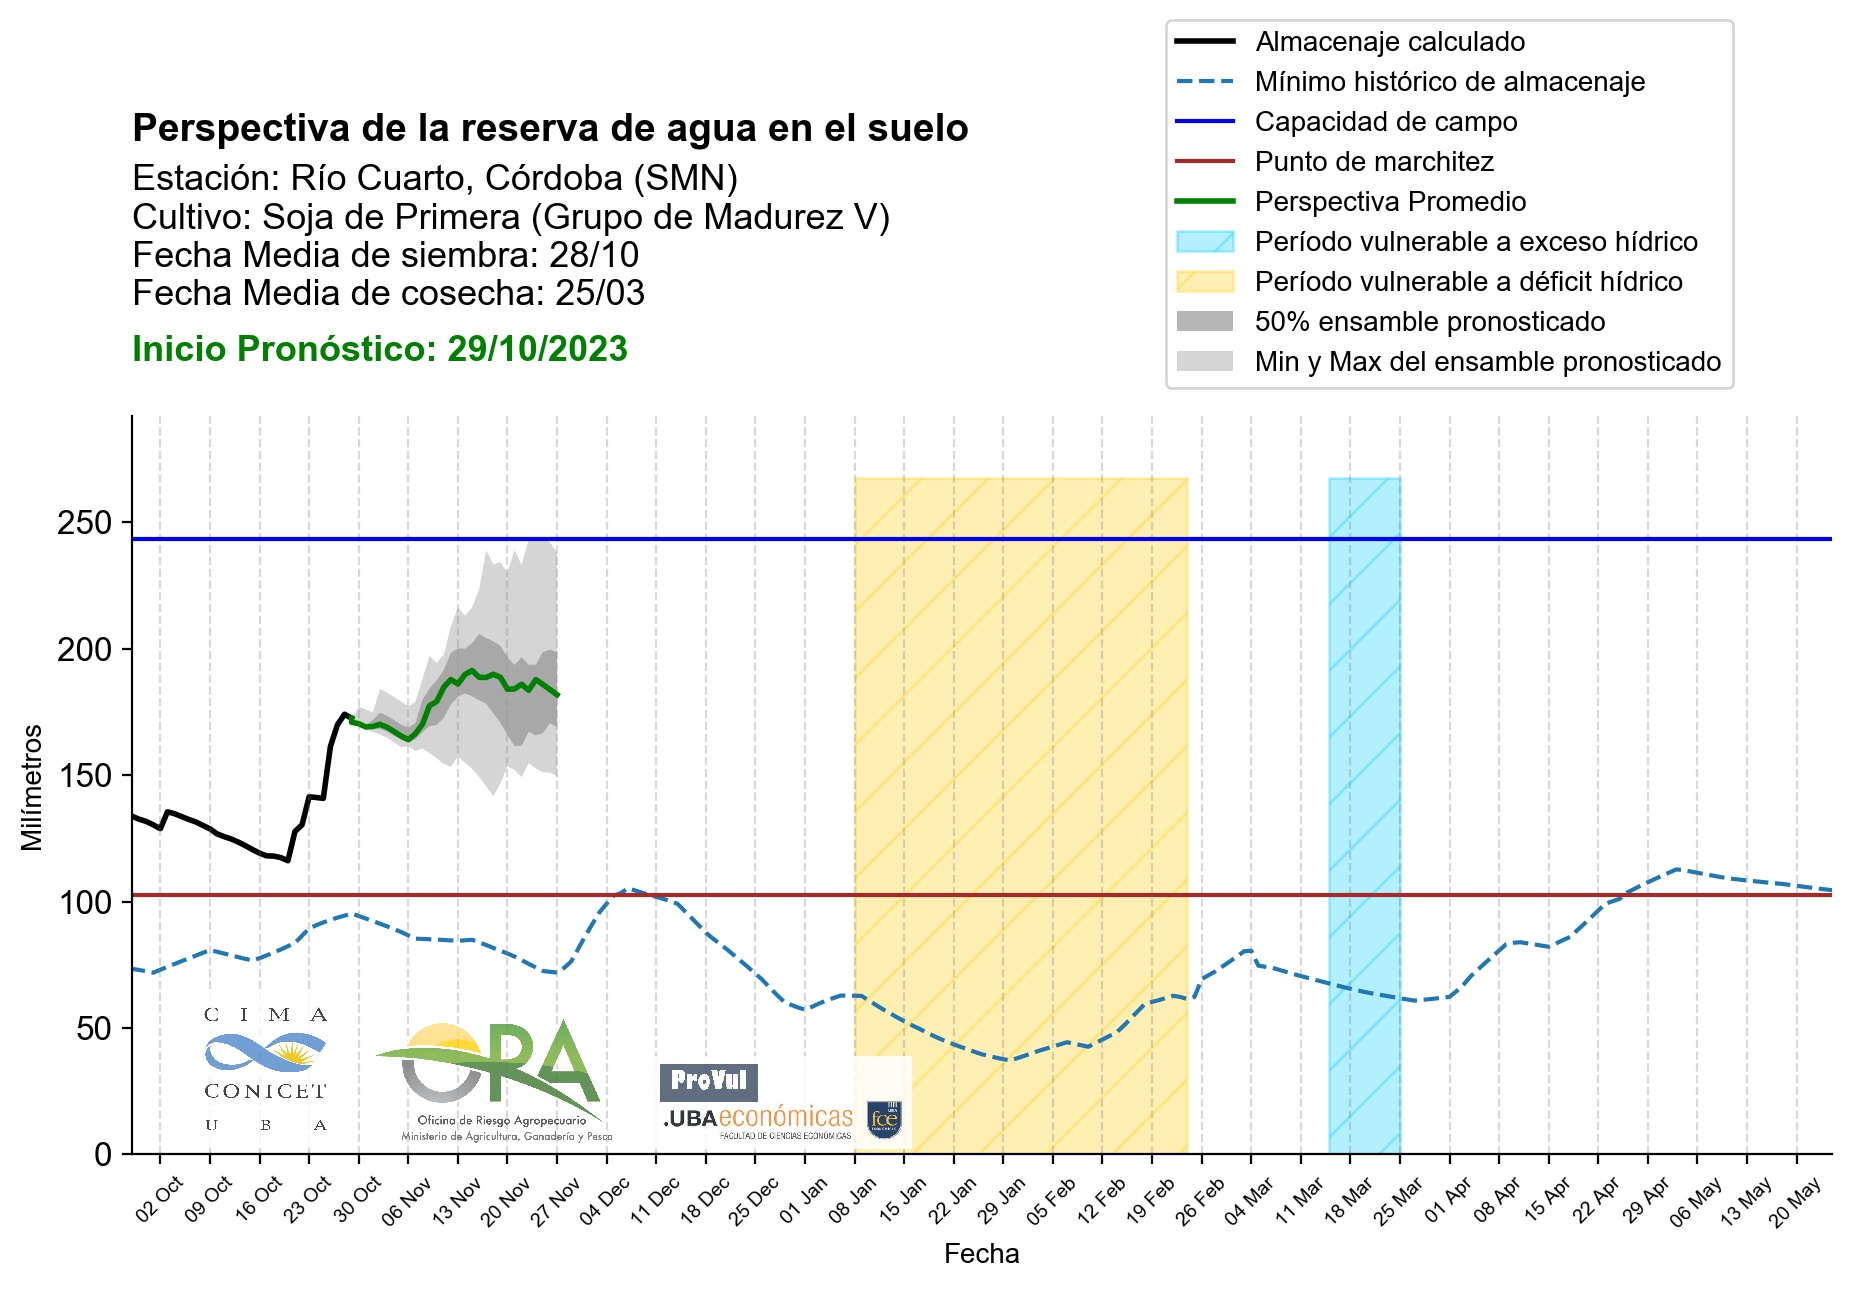 Almacenaje calculado
Mínimo histórico de almacenaje
Capacidad de campo
Punto de marchitez
Perspectiva Promedio
Período vulnerable a exceso hídrico
Período vulnerable a déficit hídrico
50% ensamble pronosticado
Min y Max del ensamble pronosticado
Perspectiva de la reserva de agua en el suelo
Estación: Río Cuarto, Córdoba (SMN)
Cultivo: Soja de Primera (Grupo de Madurez V)
Fecha Media de siembra: 28/10
Fecha Media de cosecha: 25/03
Inicio Pronóstico: 29/10/2023
Milímetros
250
200
150
100
50
0
CIMA
CONICET
UBA
ORA
Oficina de Riesgo Agropecuario
Ministerio de Agricultura, Ganadería y Pesca
ProVul
.UBAeconómicas
FACULTAD DE CIENCIAS ECONÓMICAS
fce
02 Oct
09 Oct
16 Oct
23 Oct
30 Oct
06 Nov
13 Nov
20 Nov
27 Nov
04 Dec
11 Dec
18 Dec
25 Dec
01 Jan
08 Jan
15 Jan
22 Jan
29 Jan
05 Feb
12 Feb
19 Feb
26 Feb
04 Mar
11 Mar
18 Mar
25 Mar
01 Apr
08 Apr
15 Apr
22 Apr
29 Apr
06 May
13 May
20 May
Fecha